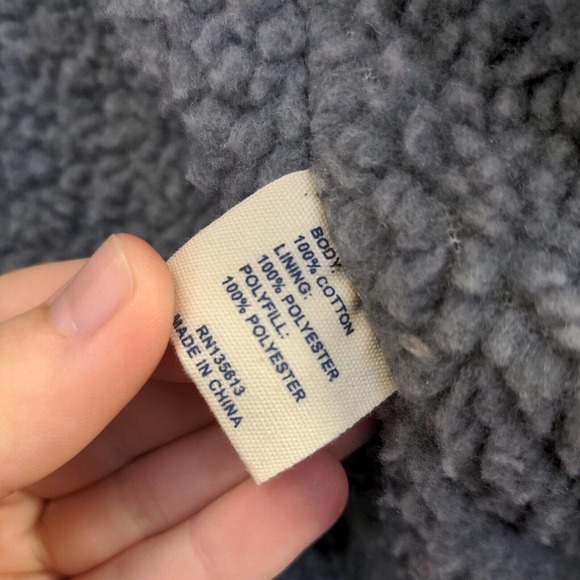 BODY:
100% COTTON
LINING:
100% POLYESTER
POLYFILL:
100% POLYESTER
RN135613
MADE IN CHINA